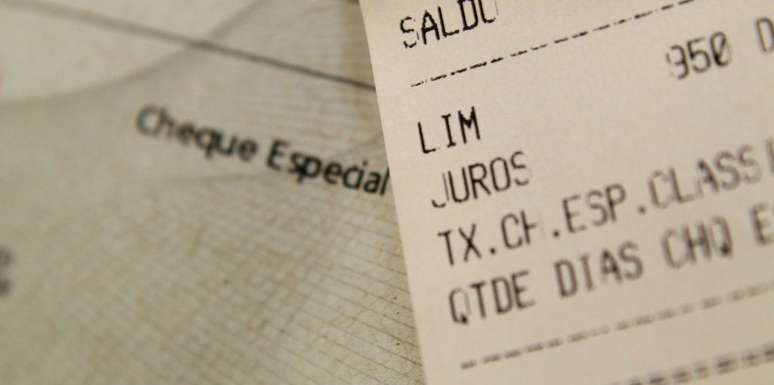 Cheque Especial
SALDO
950 D
LIM
JUROS
TX.CH.ESP.CLASS
QTDE DIAS CHQ E